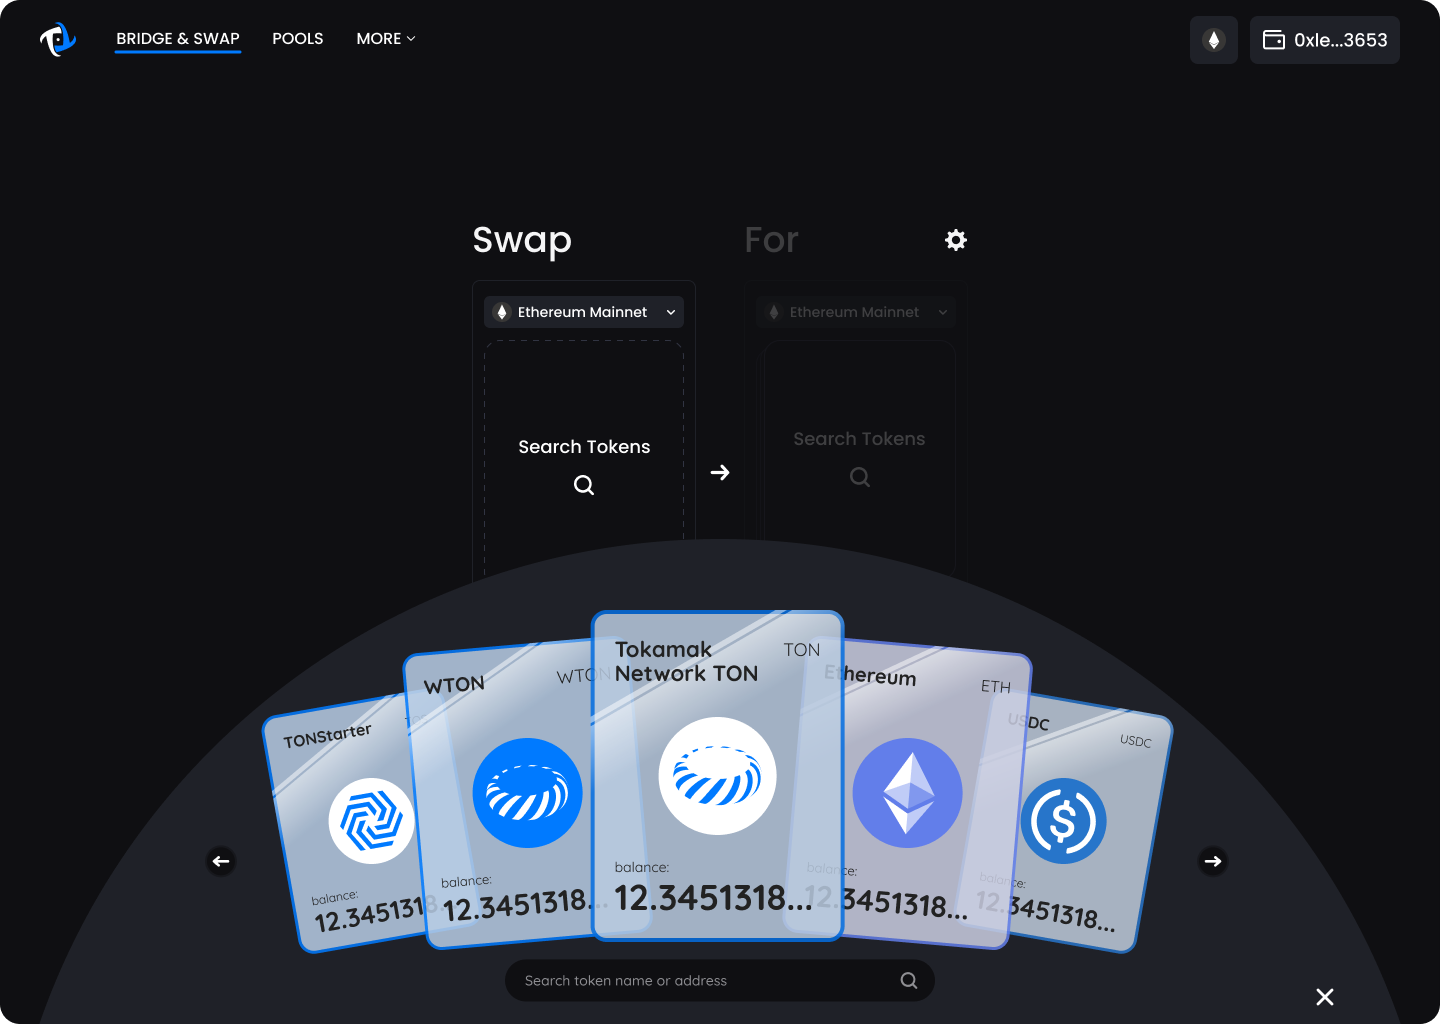 BRIDGE & SWAP
POOLS
MORE
0xle...3653
Swap
For
Ethereum Mainnet
Ethereum Mainnet
Search Tokens
Search Tokens
TONStarter
TOS
balance:
12.3451318...
WTON
WTON
balance:
12.3451318...
Tokamak
Network TON
TON
balance:
12.3451318...
Ethereum
ETH
balance:
12.3451318...
USDC
USDC
balance:
12.3451318...
Search token name or address